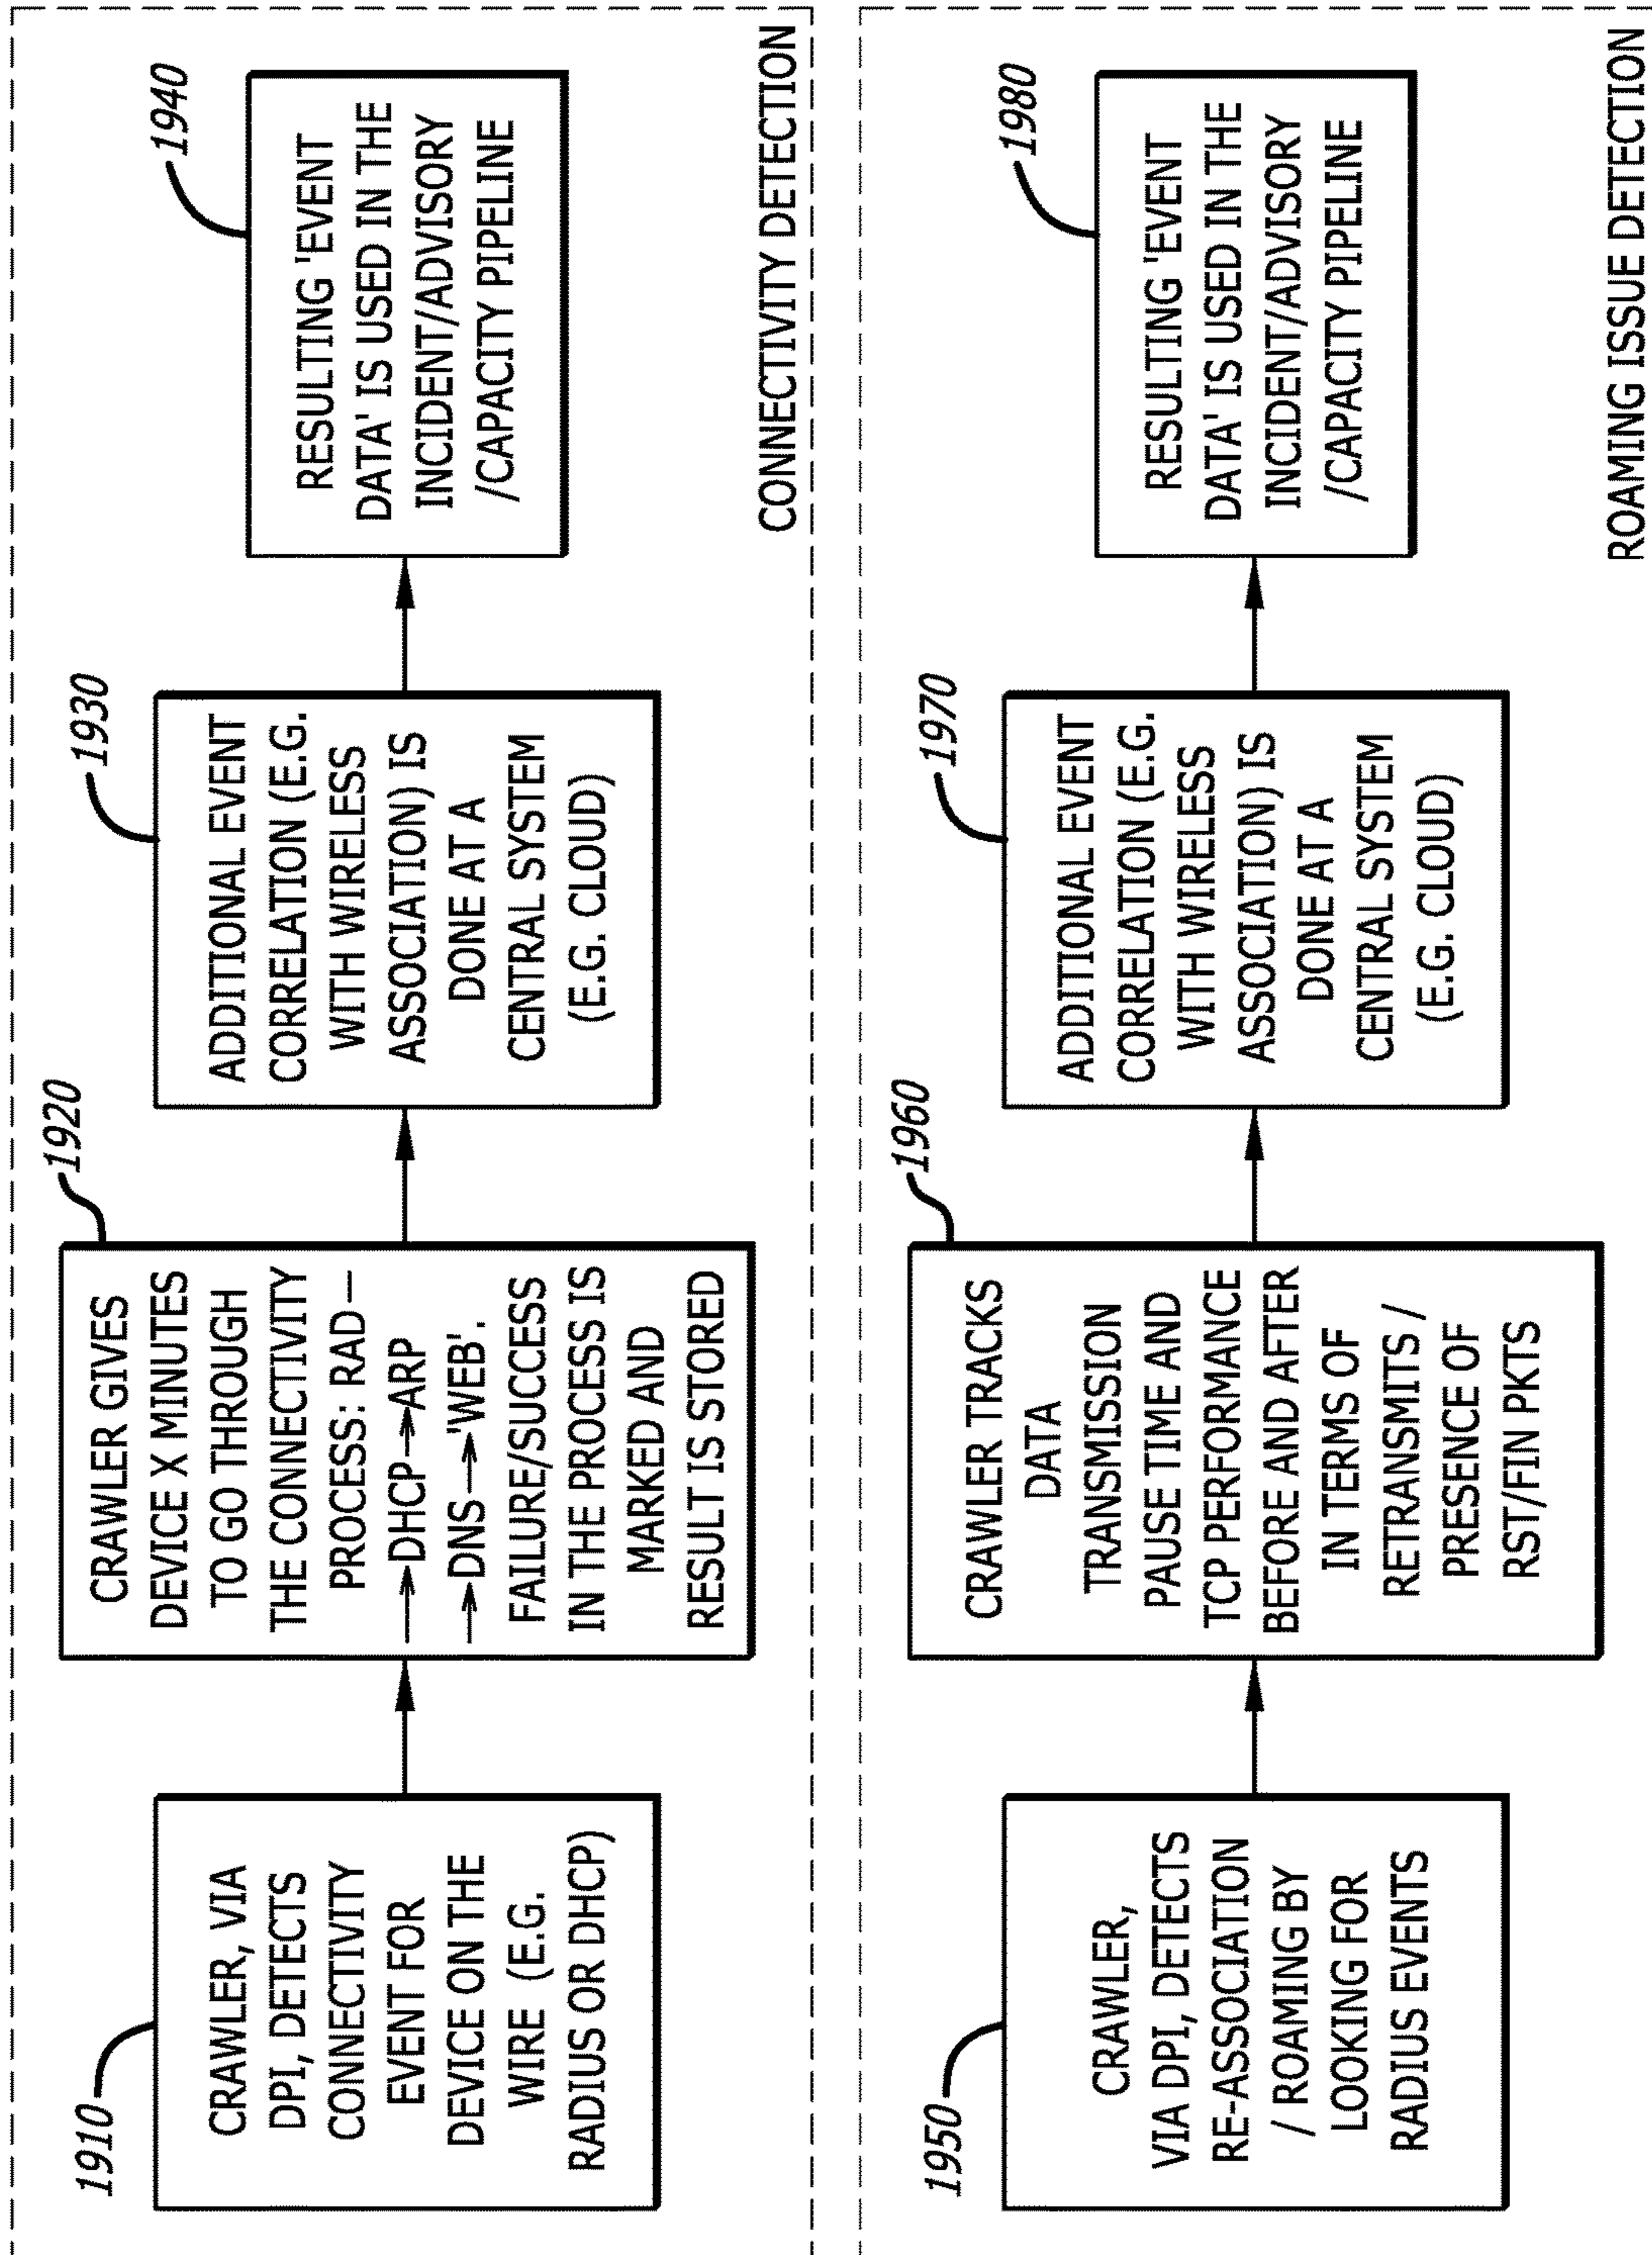 1910
CRAWLER, VIA
DPI, DETECTS
CONNECTIVITY
EVENT FOR
DEVICE ON THE
WIRE (E.G.
RADIUS OR DHCP)
1920
CRAWLER GIVES
DEVICE X MINUTES
TO GO THROUGH
THE CONNECTIVITY
PROCESS: RAD—
→DHCP→ARP
→DNS→'WEB'.
FAILURE/SUCCESS
IN THE PROCESS IS
MARKED AND
RESULT IS STORED
1930
ADDITIONAL EVENT
CORRELATION (E.G.
WITH WIRELESS
ASSOCIATION) IS
DONE AT A
CENTRAL SYSTEM
(E.G. CLOUD)
1940
RESULTING 'EVENT
DATA' IS USED IN THE
INCIDENT/ADVISORY
/CAPACITY PIPELINE
CONNECTIVITY DETECTION
1950
CRAWLER,
VIA DPI, DETECTS
RE-ASSOCIATION
/ ROAMING BY
LOOKING FOR
RADIUS EVENTS
1960
CRAWLER TRACKS
DATA
TRANSMISSION
PAUSE TIME AND
TCP PERFORMANCE
BEFORE AND AFTER
IN TERMS OF
RETRANSMITS /
PRESENCE OF
RST/FIN PKTS
1970
ADDITIONAL EVENT
CORRELATION (E.G.
WITH WIRELESS
ASSOCIATION) IS
DONE AT A
CENTRAL SYSTEM
(E.G. CLOUD)
1980
RESULTING 'EVENT
DATA' IS USED IN THE
INCIDENT/ADVISORY
/CAPACITY PIPELINE
ROAMING ISSUE DETECTION